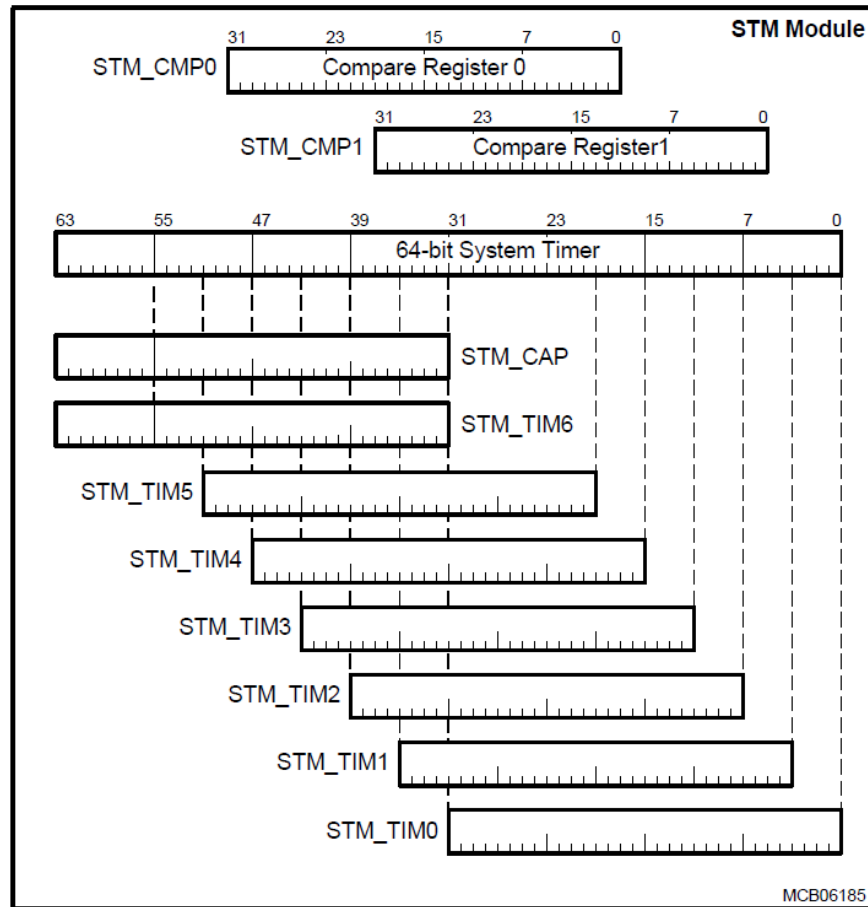 STM Module
31 23 15 7 0
STM_CMP0 Compare Register 0
31 23 15 7 0
STM_CMP1 Compare Register1
63 55 47 39 31 23 15 7 0
64-bit System Timer
STM_CAP
STM_TIM6
STM_TIM5
STM_TIM4
STM_TIM3
STM_TIM2
STM_TIM1
STM_TIM0
MCB06185